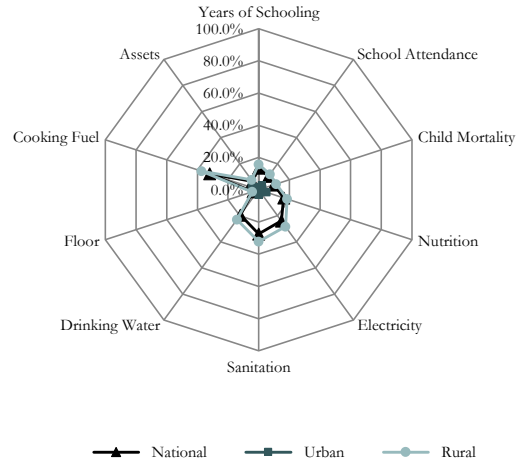 Years of Schooling
100.0%
Assets
School Attendance
80.0%
60.0%
Cooking Fuel
40.0%
Child Mortality
20.0%
0.0%
Floor
Nutrition
Drinking Water
Electricity
Sanitation
National Urban Rural